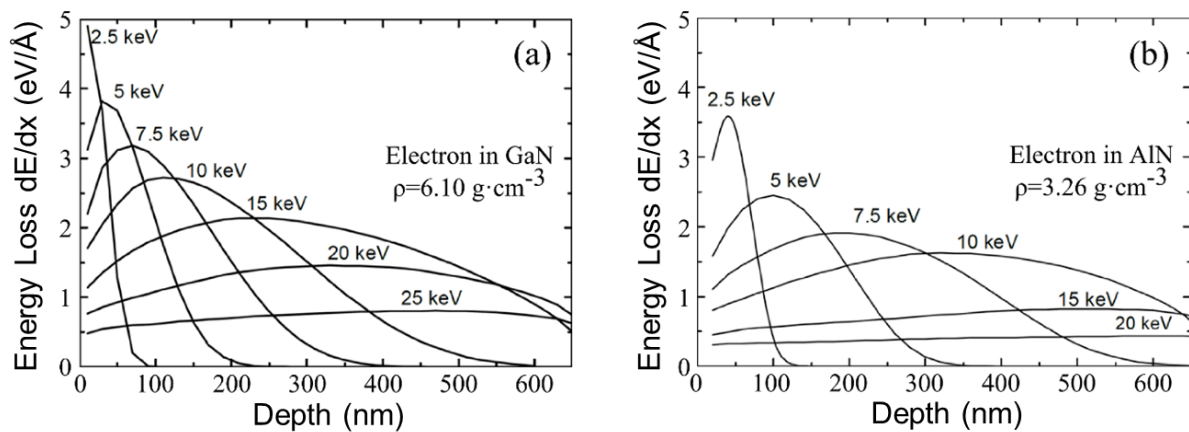 Energy Loss dE/dx (eV/Å)
5
4
3
2
1
0
(a)
2.5 keV
5 keV
7.5 keV
10 keV
15 keV
20 keV
25 keV
Electron in GaN
ρ=6.10 g·cm-3
0 100 200 300 400 500 600
Depth (nm)
Energy Loss dE/dx (eV/Å)
5
4
3
2
1
0
(b)
2.5 keV
5 keV
7.5 keV
10 keV
15 keV
20 keV
Electron in AlN
ρ=3.26 g·cm-3
0 100 200 300 400 500 600
Depth (nm)